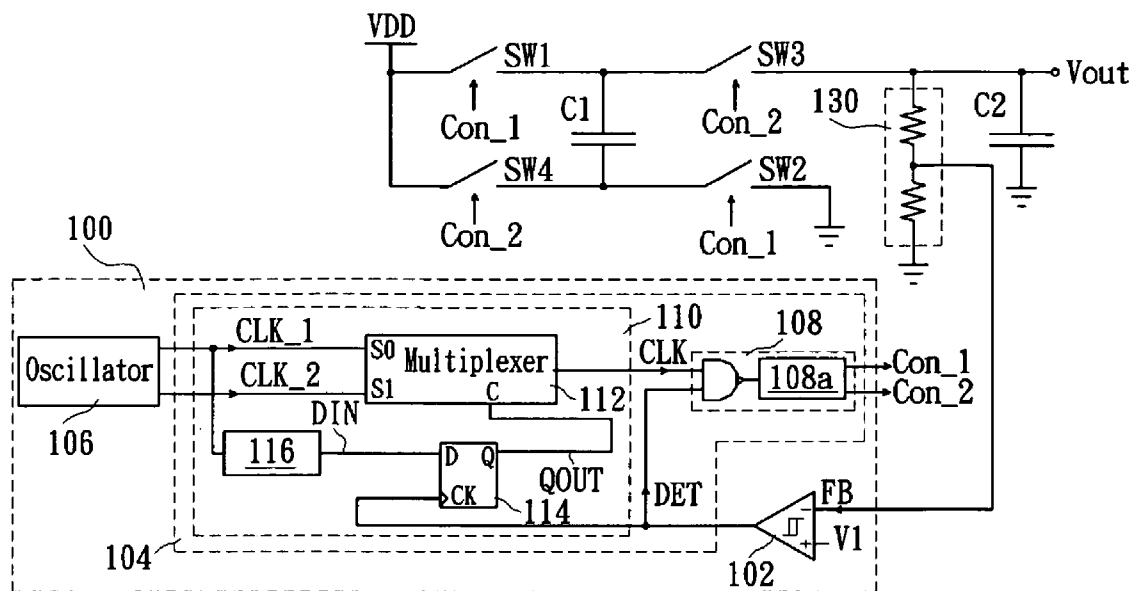 VDD
SW1
SW3
Vout
Con_1
C1
Con_2
130
C2
SW4
SW2
Con_2
Con_1
100
110
108
CLK_1
S0
Multiplexer
CLK
Con_1
Oscillator
CLK_2
S1
C
112
108a
Con_2
106
DIN
116
D
Q
QOUT
CK
114
DET
FB
−
V1
+
104
102